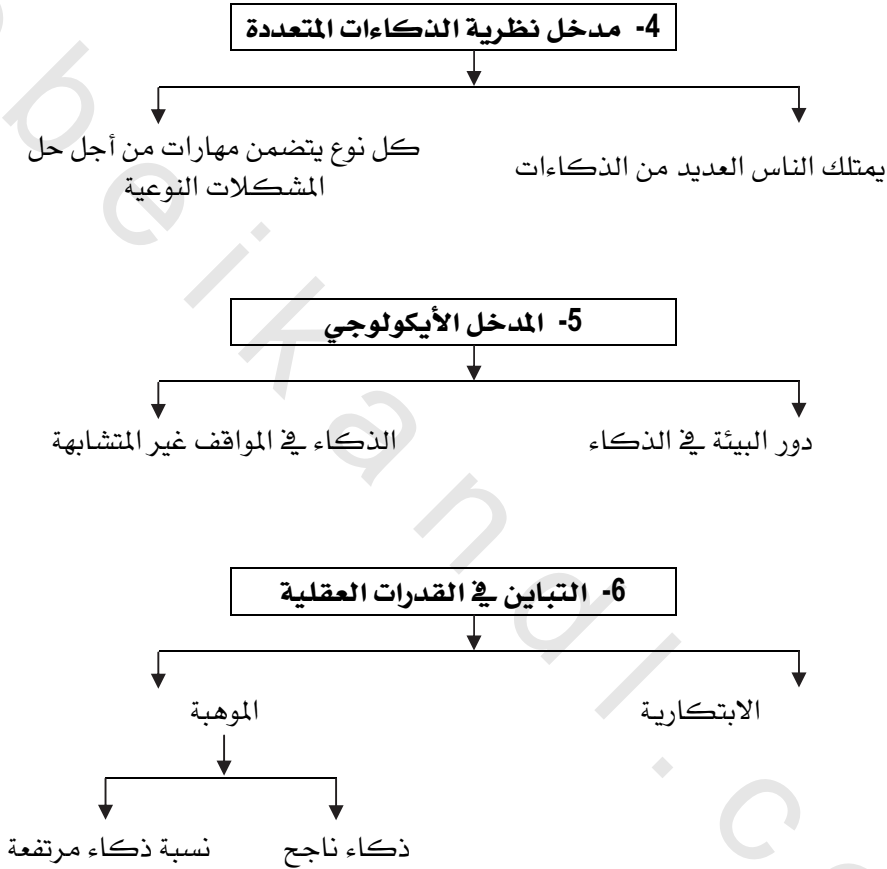 4- مدخل نظرية الذكاءات المتعددة
يمتلك الناس العديد من الذكاءات
كل نوع يتضمن مهارات من أجل حل
المشكلات النوعية
5- المدخل الأيكولوجي
دور البيئة في الذكاء
الذكاء في المواقف غير المتشابهة
6- التباين في القدرات العقلية
الابتكارية
الموهبة
ذكاء ناجح
نسبة ذكاء مرتفعة
beikandl.c